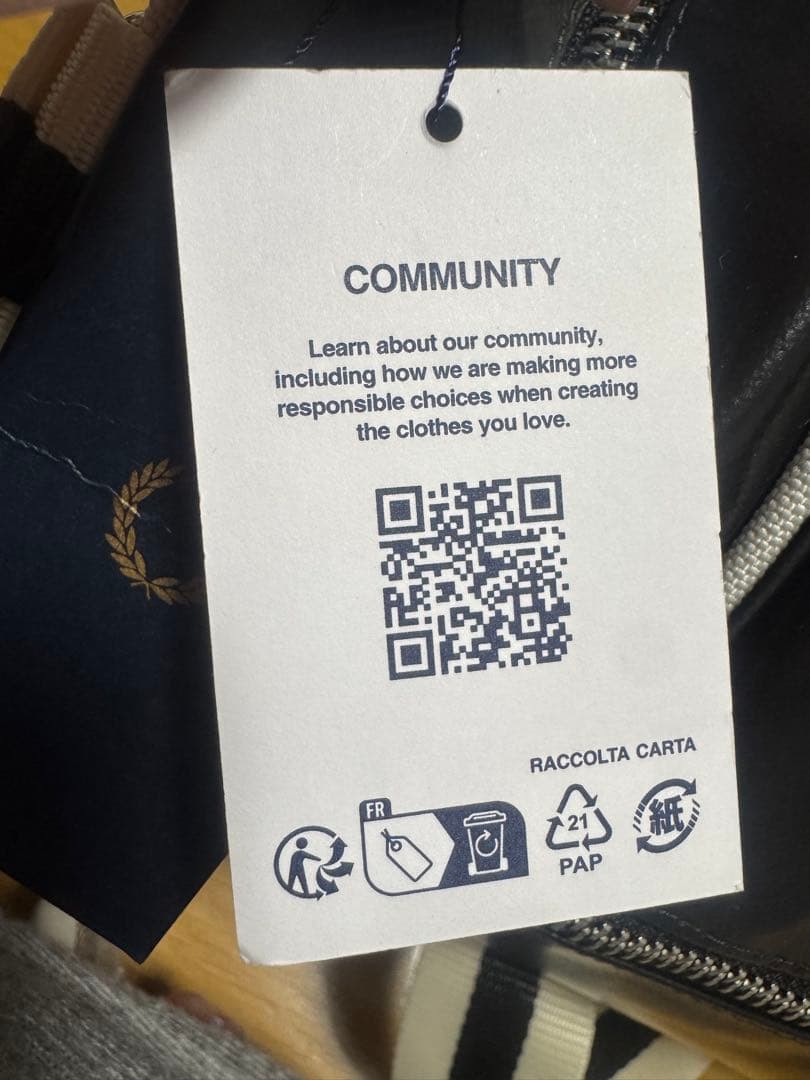 COMMUNITY
Learn about our community,
including how we are making more
responsible choices when creating
the clothes you love.
RACCOLTA CARTA
FR
21
PAP
紙